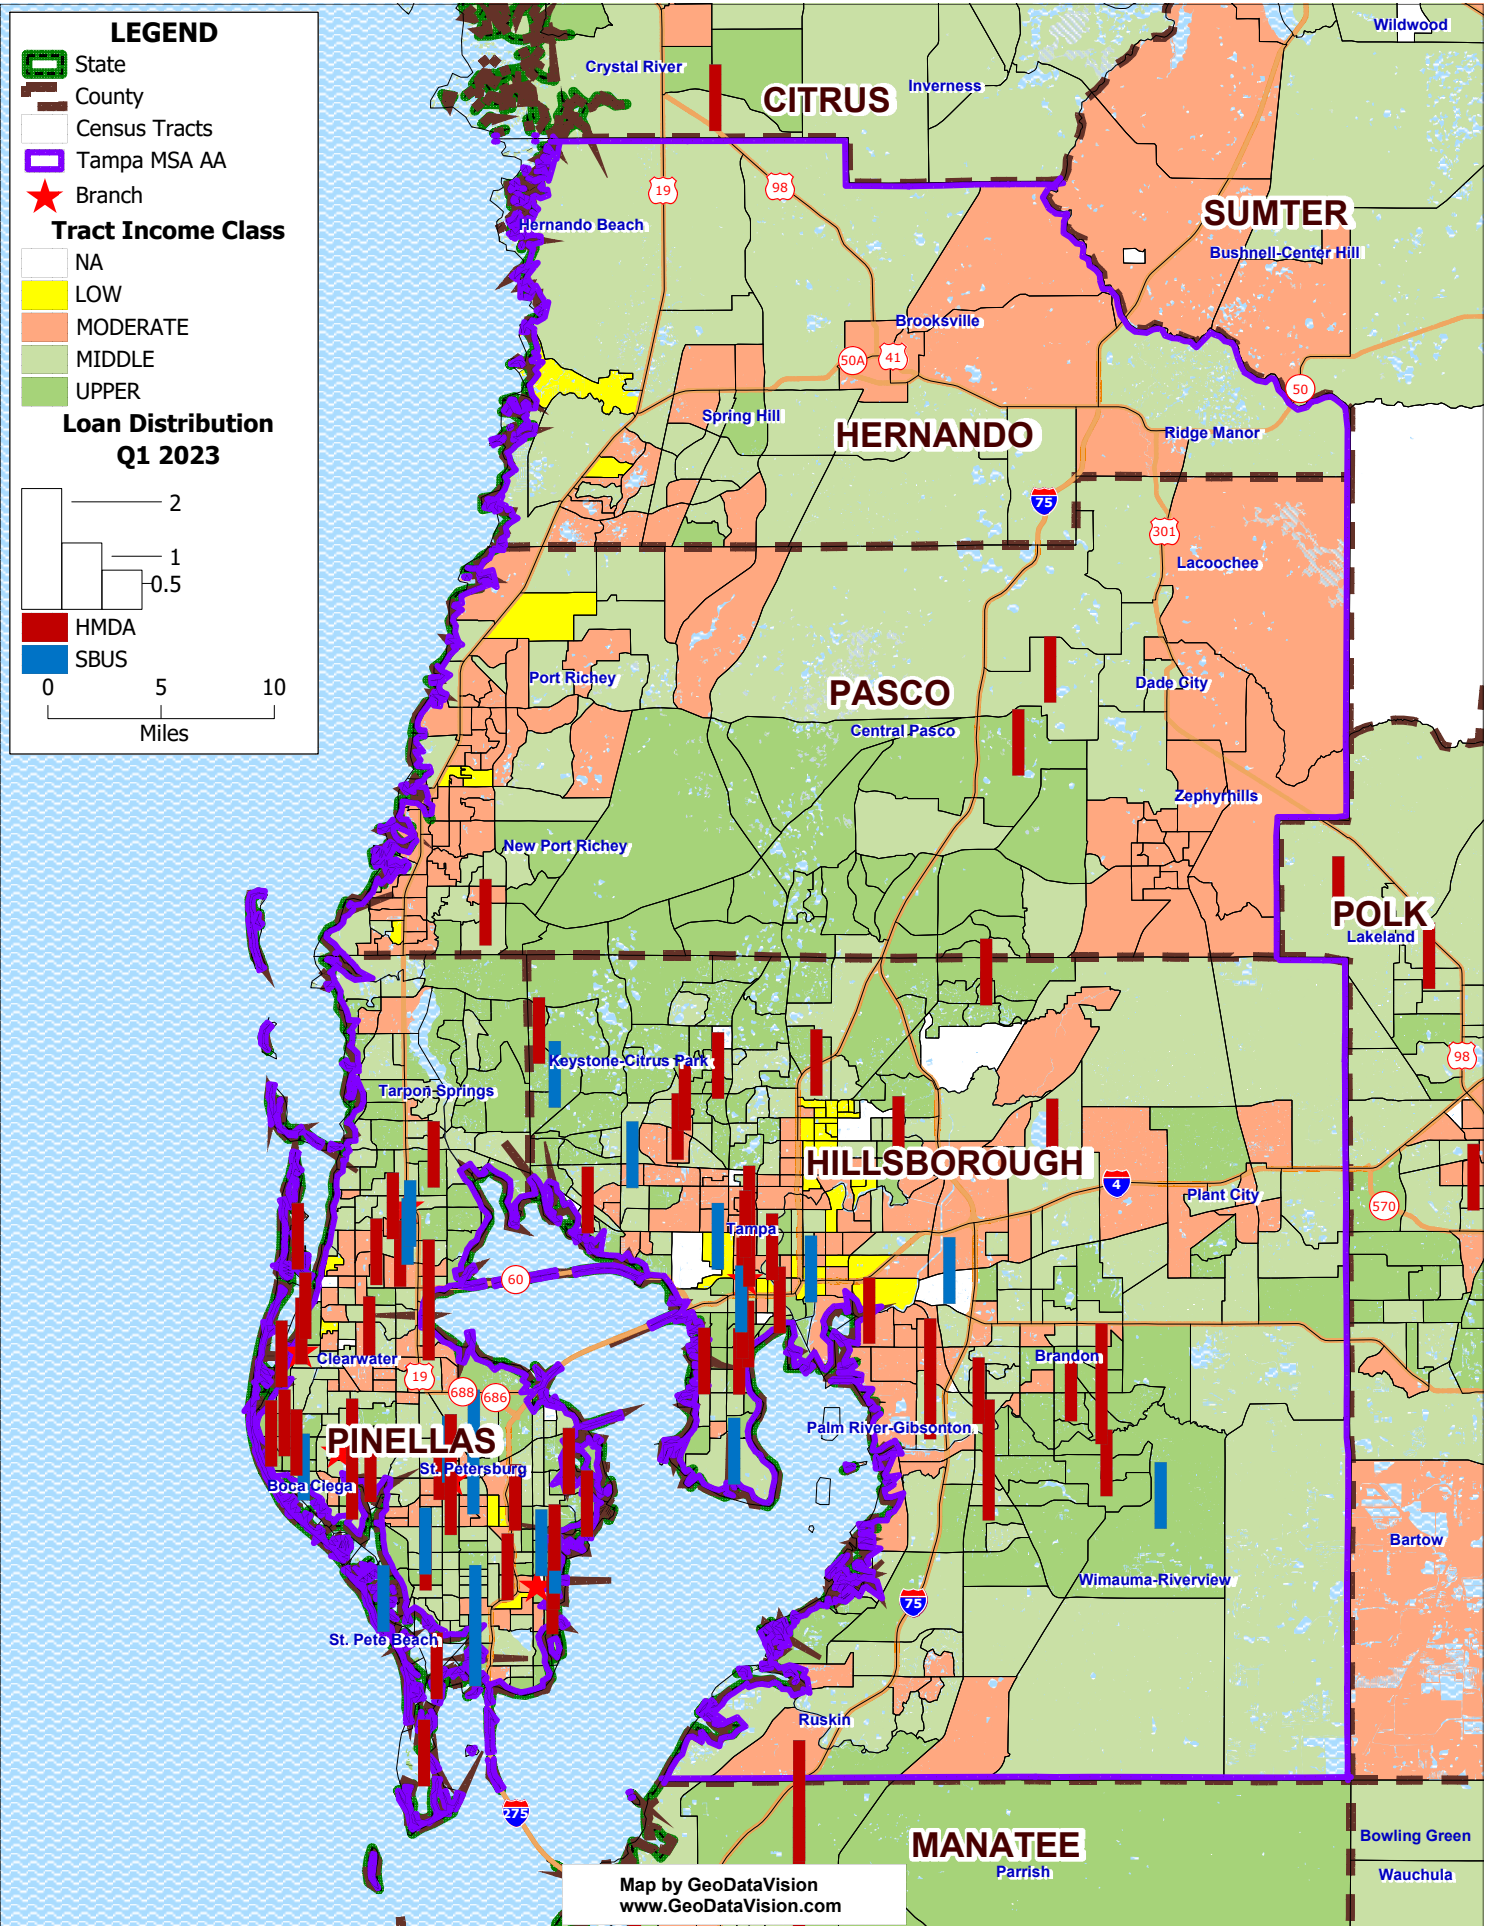 LEGEND
State
County
Census Tracts
Tampa MSA AA
Branch
Tract Income Class
NA
LOW
MODERATE
MIDDLE
UPPER
Loan Distribution
Q1 2023
2
1
0.5
HMDA
SBUS
0 5 10
Miles
Wildwood
Crystal River
Inverness
CITRUS
19
98
SUMTER
Hernando Beach
Bushnell-Center Hill
Brooksville
50A
41
50
Spring Hill
HERNANDO
Ridge Manor
75
301
Lacoochee
Port Richey
PASCO
Dade City
Central Pasco
Zephyrhills
New Port Richey
POLK
Lakeland
98
Keystone-Citrus Park
Tarpon Springs
HILLSBOROUGH
4
Plant City
570
Tampa
60
Clearwater
Brandon
19
688
686
PINELLAS
Palm River-Gibsonton
St. Petersburg
Boca Ciega
Bartow
Wimauma-Riverview
75
St. Pete Beach
Ruskin
275
MANATEE
Parrish
Bowling Green
Wauchula
Map by GeoDataVision
www.GeoDataVision.com